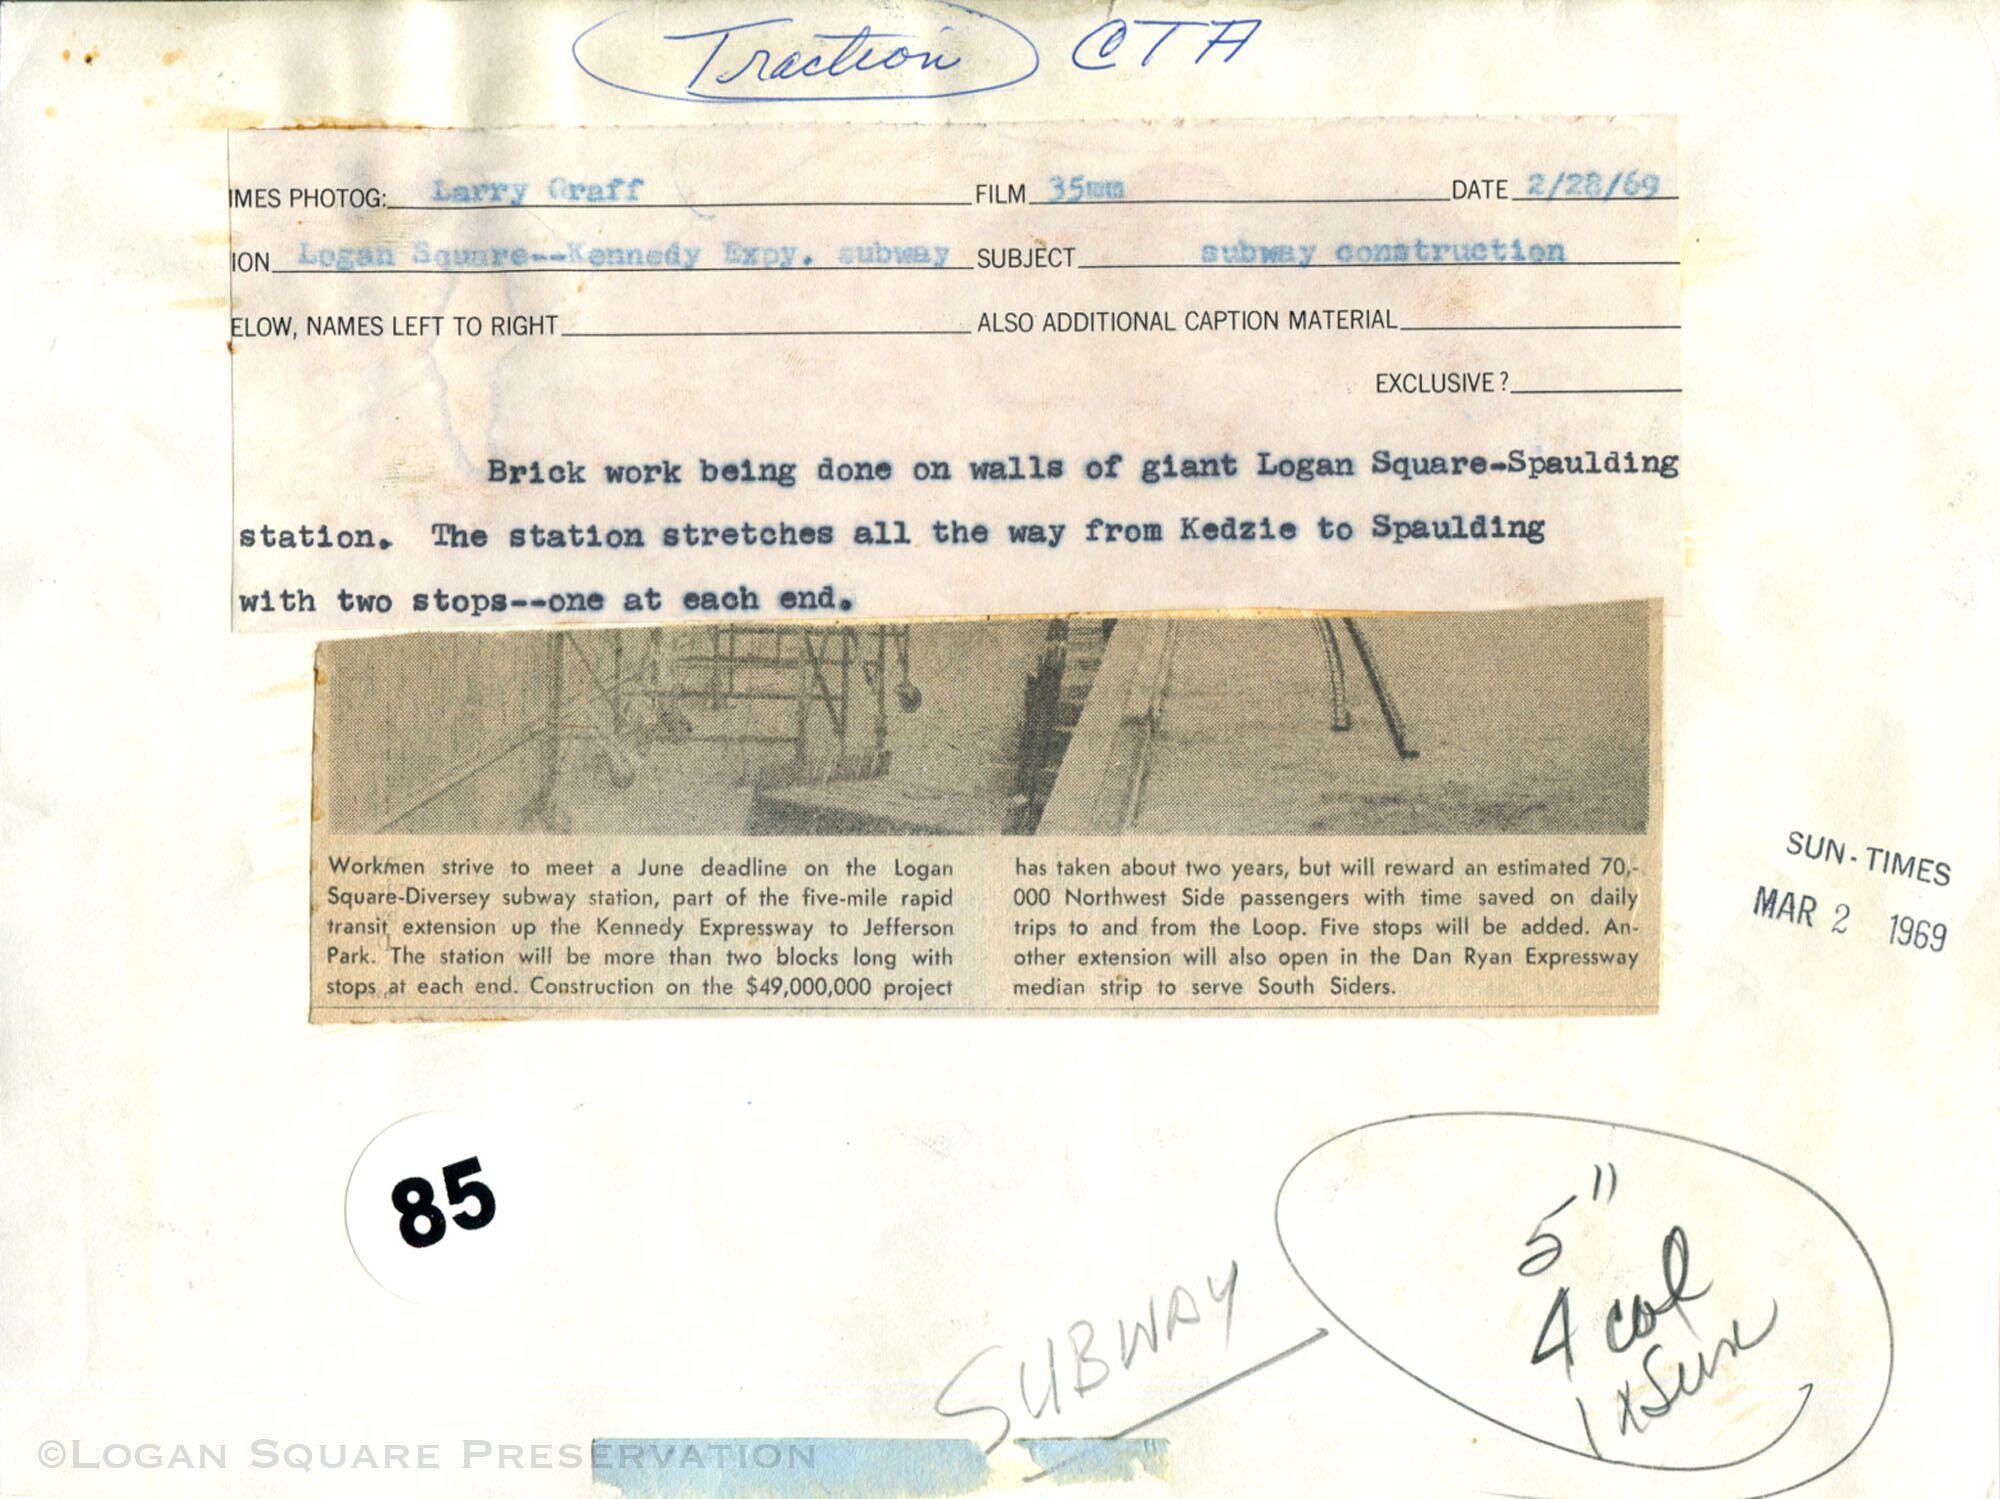 Traction CTA
IMES PHOTOG: Larry Graff FILM 35mm DATE 2/28/69
ION Logan Square--Kennedy Expy. subway SUBJECT subway construction
ELOW, NAMES LEFT TO RIGHT ALSO ADDITIONAL CAPTION MATERIAL
EXCLUSIVE?
Brick work being done on walls of giant Logan Square-Spaulding
station. The station stretches all the way from Kedzie to Spaulding
with two stops--one at each end.
Workmen strive to meet a June deadline on the Logan
Square-Diversey subway station, part of the five-mile rapid
transit extension up the Kennedy Expressway to Jefferson
Park. The station will be more than two blocks long with
stops at each end. Construction on the $49,000,000 project
has taken about two years, but will reward an estimated 70,-
000 Northwest Side passengers with time saved on daily
trips to and from the Loop. Five stops will be added. An-
other extension will also open in the Dan Ryan Expressway
median strip to serve South Siders.
SUN-TIMES
MAR 2 1969
85
SUBWAY
5"
4 col
©LOGAN SQUARE PRESERVATION